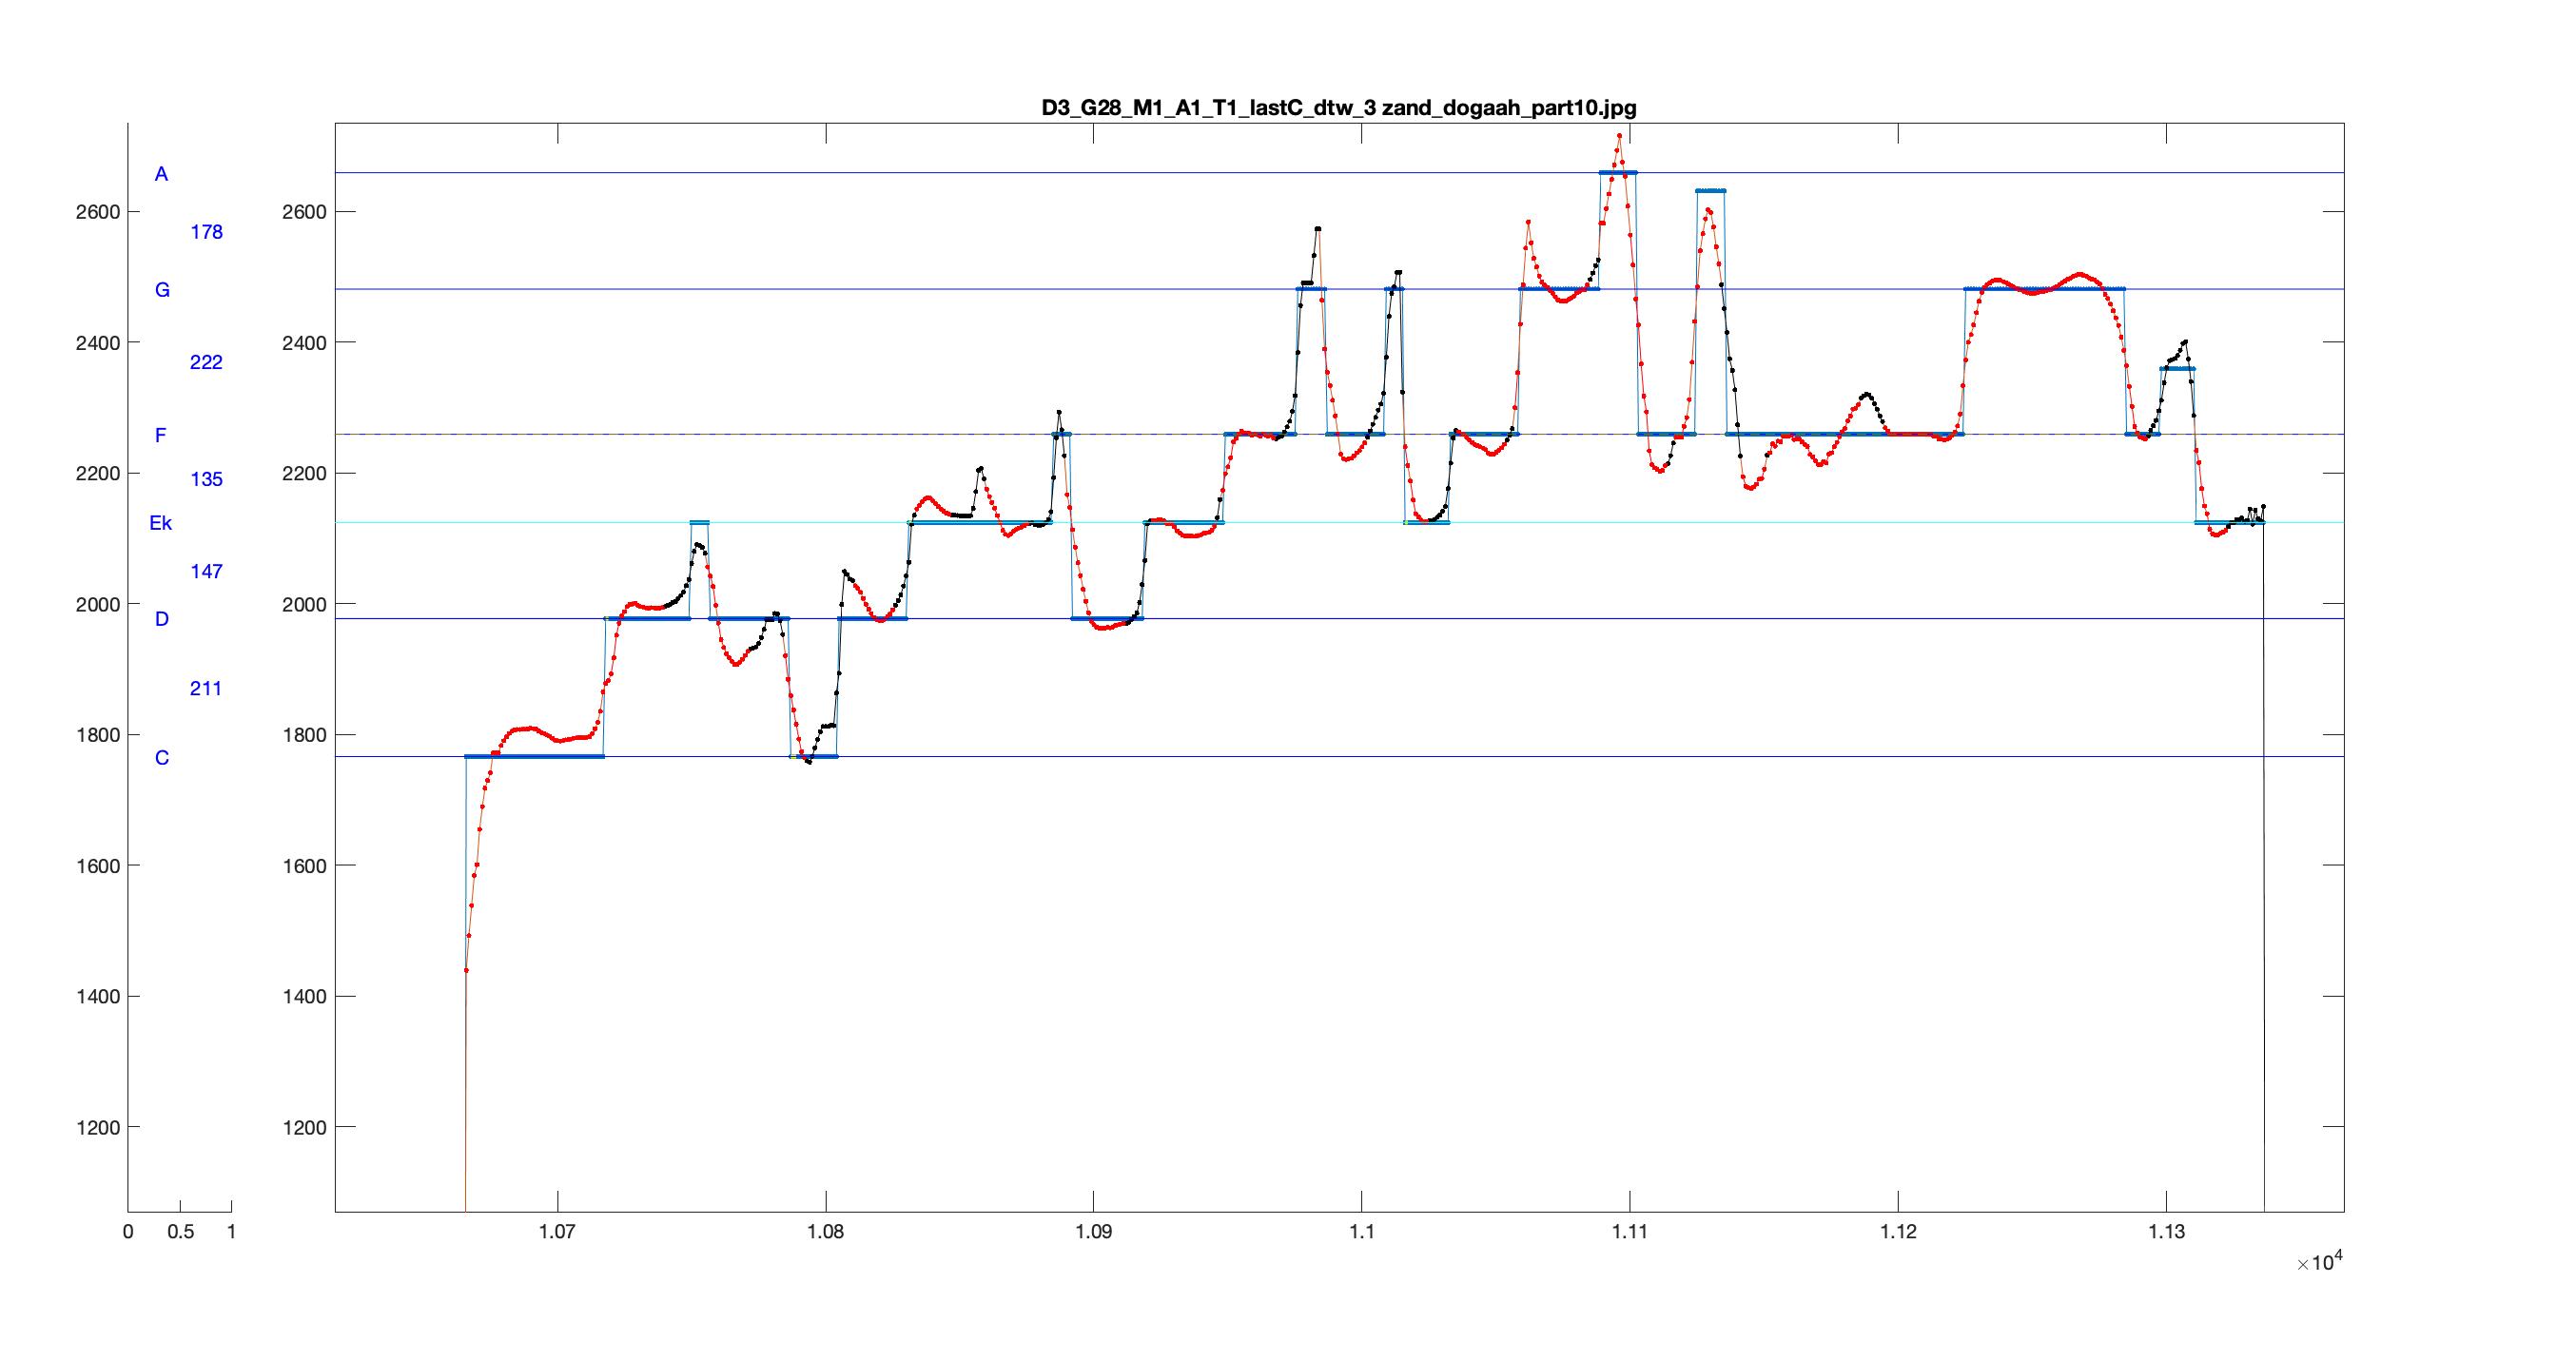 D3_G28_M1_A1_T1_lastC_dtw_3 zand_dogaah_part10.jpg
A
2600 2600
178
G
2400 222 2400
F
2200 135 2200
Ek
147
2000 D 2000
211
1800 C 1800
1600 1600
1400 1400
1200 1200
0 0.5 1 1.07 1.08 1.09 1.1 1.11 1.12 1.13
×10^4